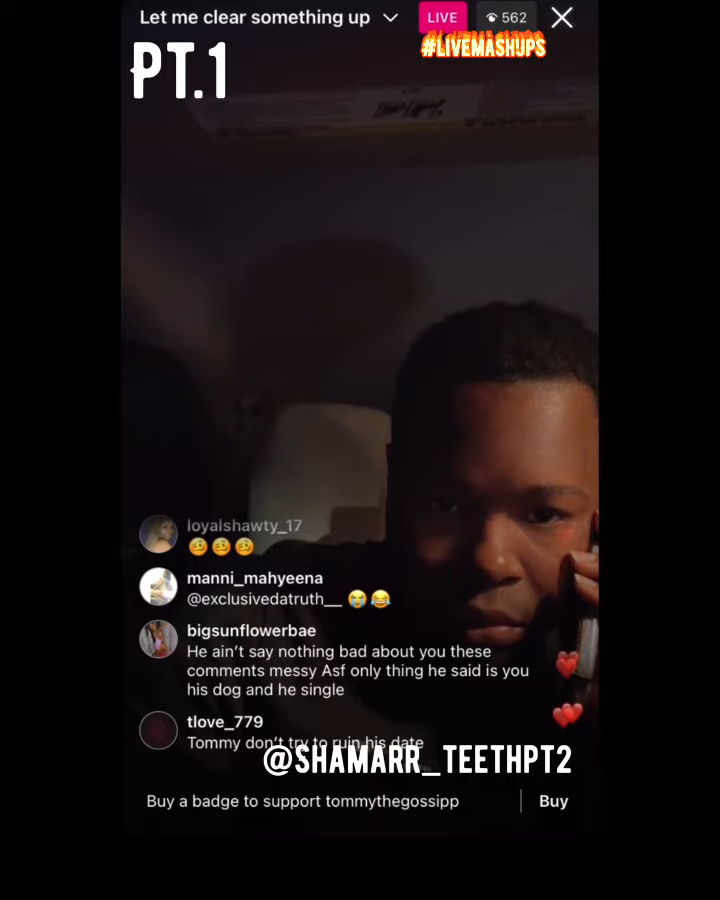 Let me clear something up
LIVE
562
#LIVEMASHUPS
PT.1
loyalshawty_17
🥴🥴🥴
manni_mahyeena
@exclusivedatruth__ 😭😂
bigsunflowerbae
He ain't say nothing bad about you these
comments messy Asf only thing he said is you
his dog and he single
tlove_779
Tommy don't try to ruin his date
@SHAMARR_TEETHPT2
Buy a badge to support tommythegossipp
Buy